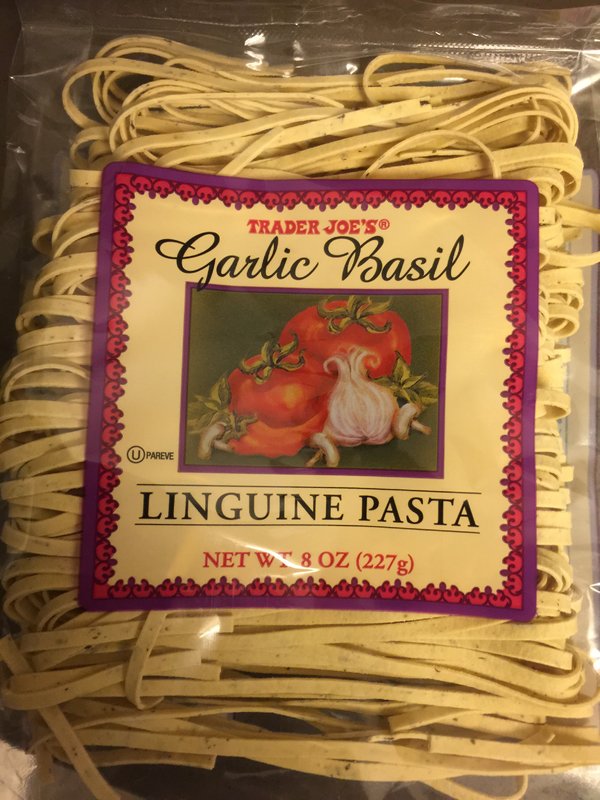 TRADER JOE'S®
Garlic Basil
U PAREVE
LINGUINE PASTA
NET WT. 8 OZ (227g)